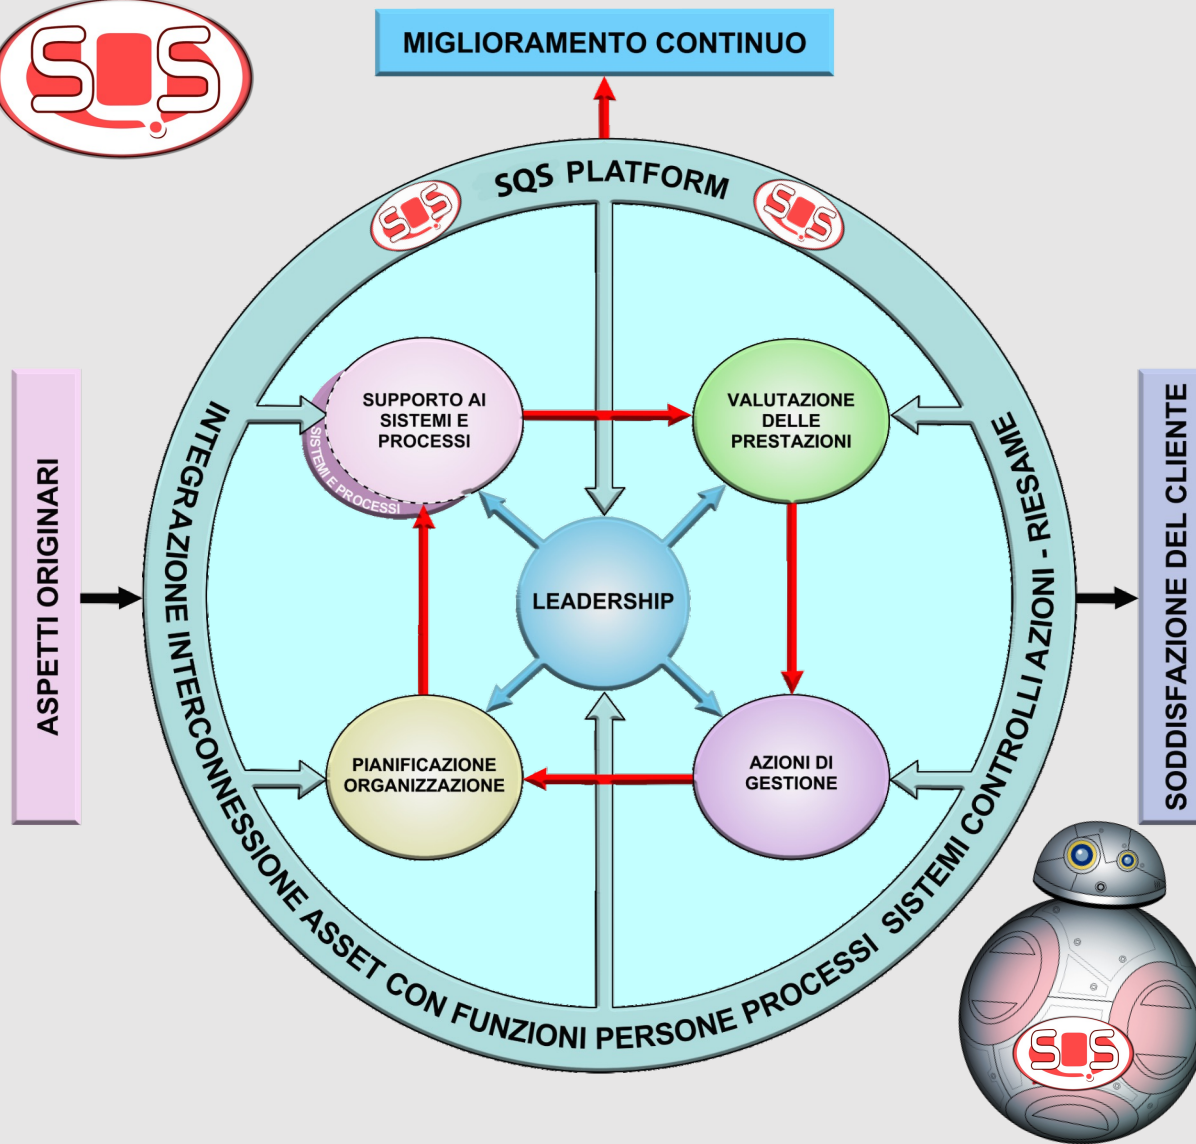 SQS
MIGLIORAMENTO CONTINUO
SQS PLATFORM
SQS
SQS
ASPETTI ORIGINARI
INTEGRAZIONE INTERCONNESSIONE ASSET CON FUNZIONI PERSONE PROCESSI SISTEMI CONTROLLI AZIONI - RIESAME
SUPPORTO AI
SISTEMI E
PROCESSI
SISTEMI E PROCESSI
VALUTAZIONE
DELLE
PRESTAZIONI
LEADERSHIP
PIANIFICAZIONE
ORGANIZZAZIONE
AZIONI DI
GESTIONE
SODDISFAZIONE DEL CLIENTE
SQS